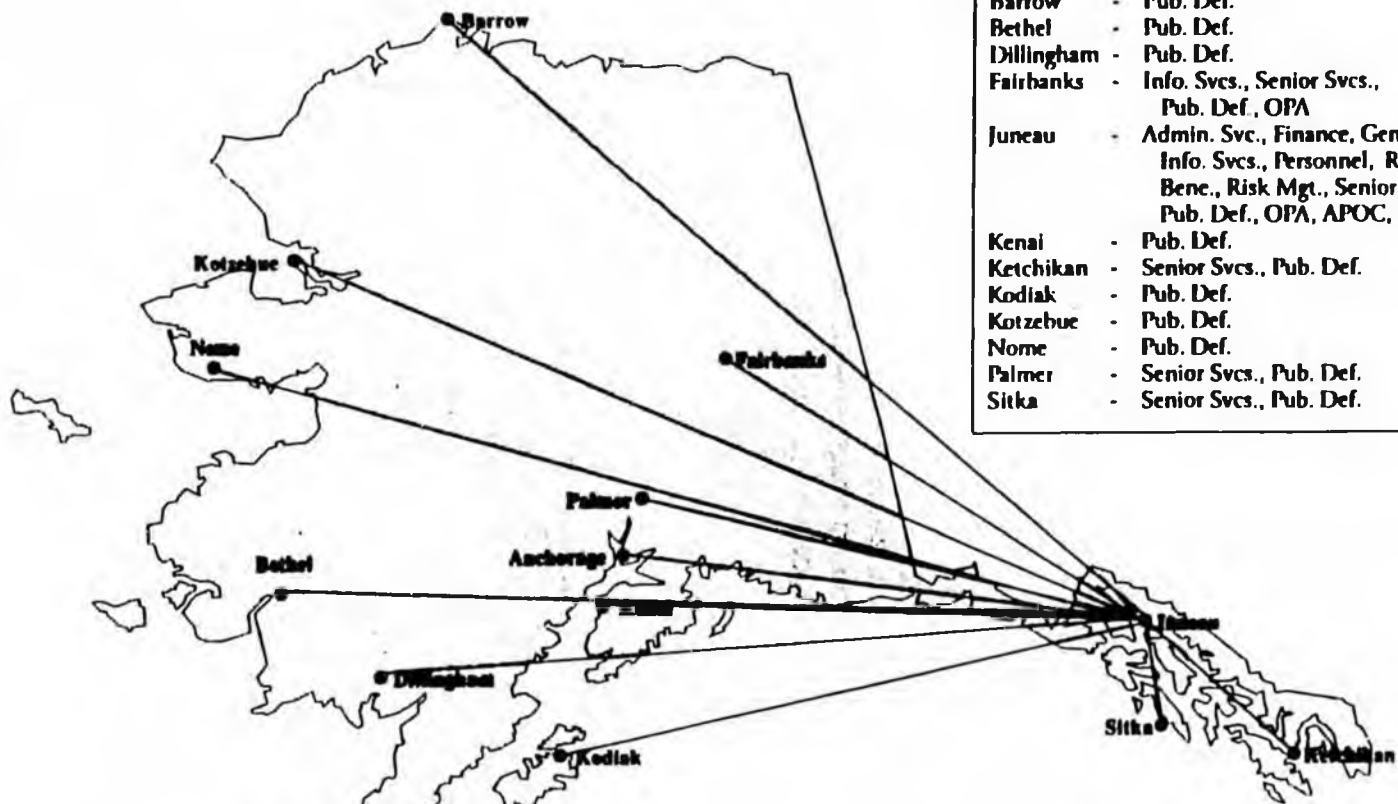 Barrow
Kotzebue
Nome
Fairbanks
Palmer
Anchorage
Bethel
Juneau
Dillingham
Sitka
Kodiak
Ketchikan
Barrow - Pub. Def.
Bethel - Pub. Def.
Dillingham - Pub. Def.
Fairbanks - Info. Svcs., Senior Svcs.,
Pub. Def., OPA
Juneau - Admin. Svc., Finance, Gen
Info. Svcs., Personnel, R
Bene., Risk Mgt., Senior
Pub. Def., OPA, APOC,
Kenai - Pub. Def.
Ketchikan - Senior Svcs., Pub. Def.
Kodiak - Pub. Def.
Kotzebue - Pub. Def.
Nome - Pub. Def.
Palmer - Senior Svcs., Pub. Def.
Sitka - Senior Svcs., Pub. Def.